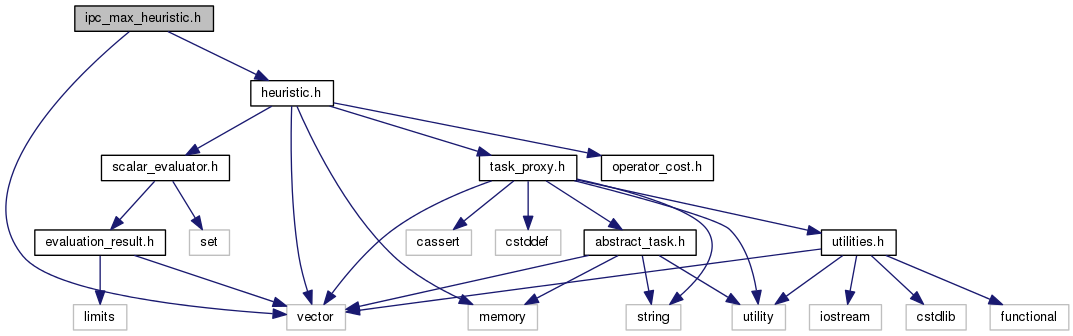 ipc_max_heuristic.h
heuristic.h
scalar_evaluator.h
task_proxy.h
operator_cost.h
evaluation_result.h
set
cassert
cstddef
abstract_task.h
utilities.h
limits
vector
memory
string
utility
iostream
cstdlib
functional